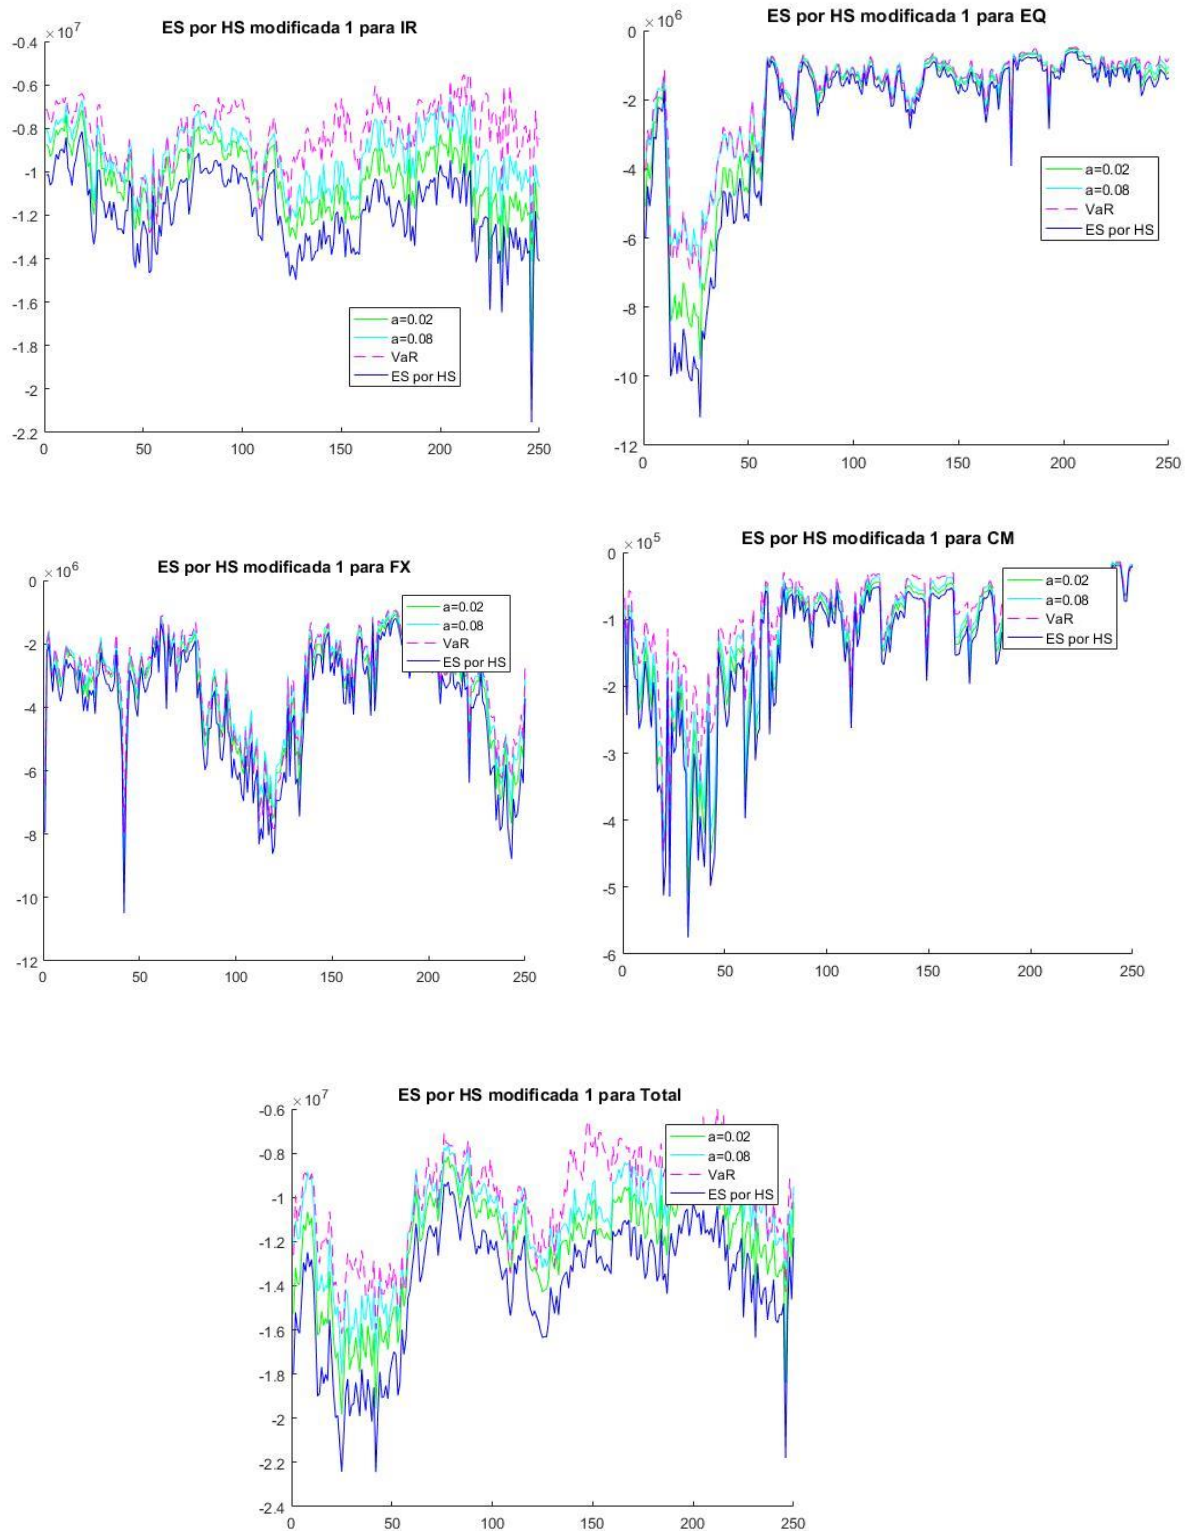 ES por HS modificada 1 para IR
×10^7
-0.4
-0.6
-0.8
-1
-1.2
-1.4
-1.6
-1.8
-2
-2.2
0 50 100 150 200 250
a=0.02
a=0.08
VaR
ES por HS
ES por HS modificada 1 para EQ
×10^6
0
-2
-4
-6
-8
-10
-12
0 50 100 150 200 250
a=0.02
a=0.08
VaR
ES por HS
ES por HS modificada 1 para FX
×10^6
0
-2
-4
-6
-8
-10
-12
0 50 100 150 200 250
a=0.02
a=0.08
VaR
ES por HS
ES por HS modificada 1 para CM
×10^5
0
-1
-2
-3
-4
-5
-6
0 50 100 150 200 250
a=0.02
a=0.08
VaR
ES por HS
ES por HS modificada 1 para Total
×10^7
-0.6
-0.8
-1
-1.2
-1.4
-1.6
-1.8
-2
-2.2
-2.4
0 50 100 150 200 250
a=0.02
a=0.08
VaR
ES por HS